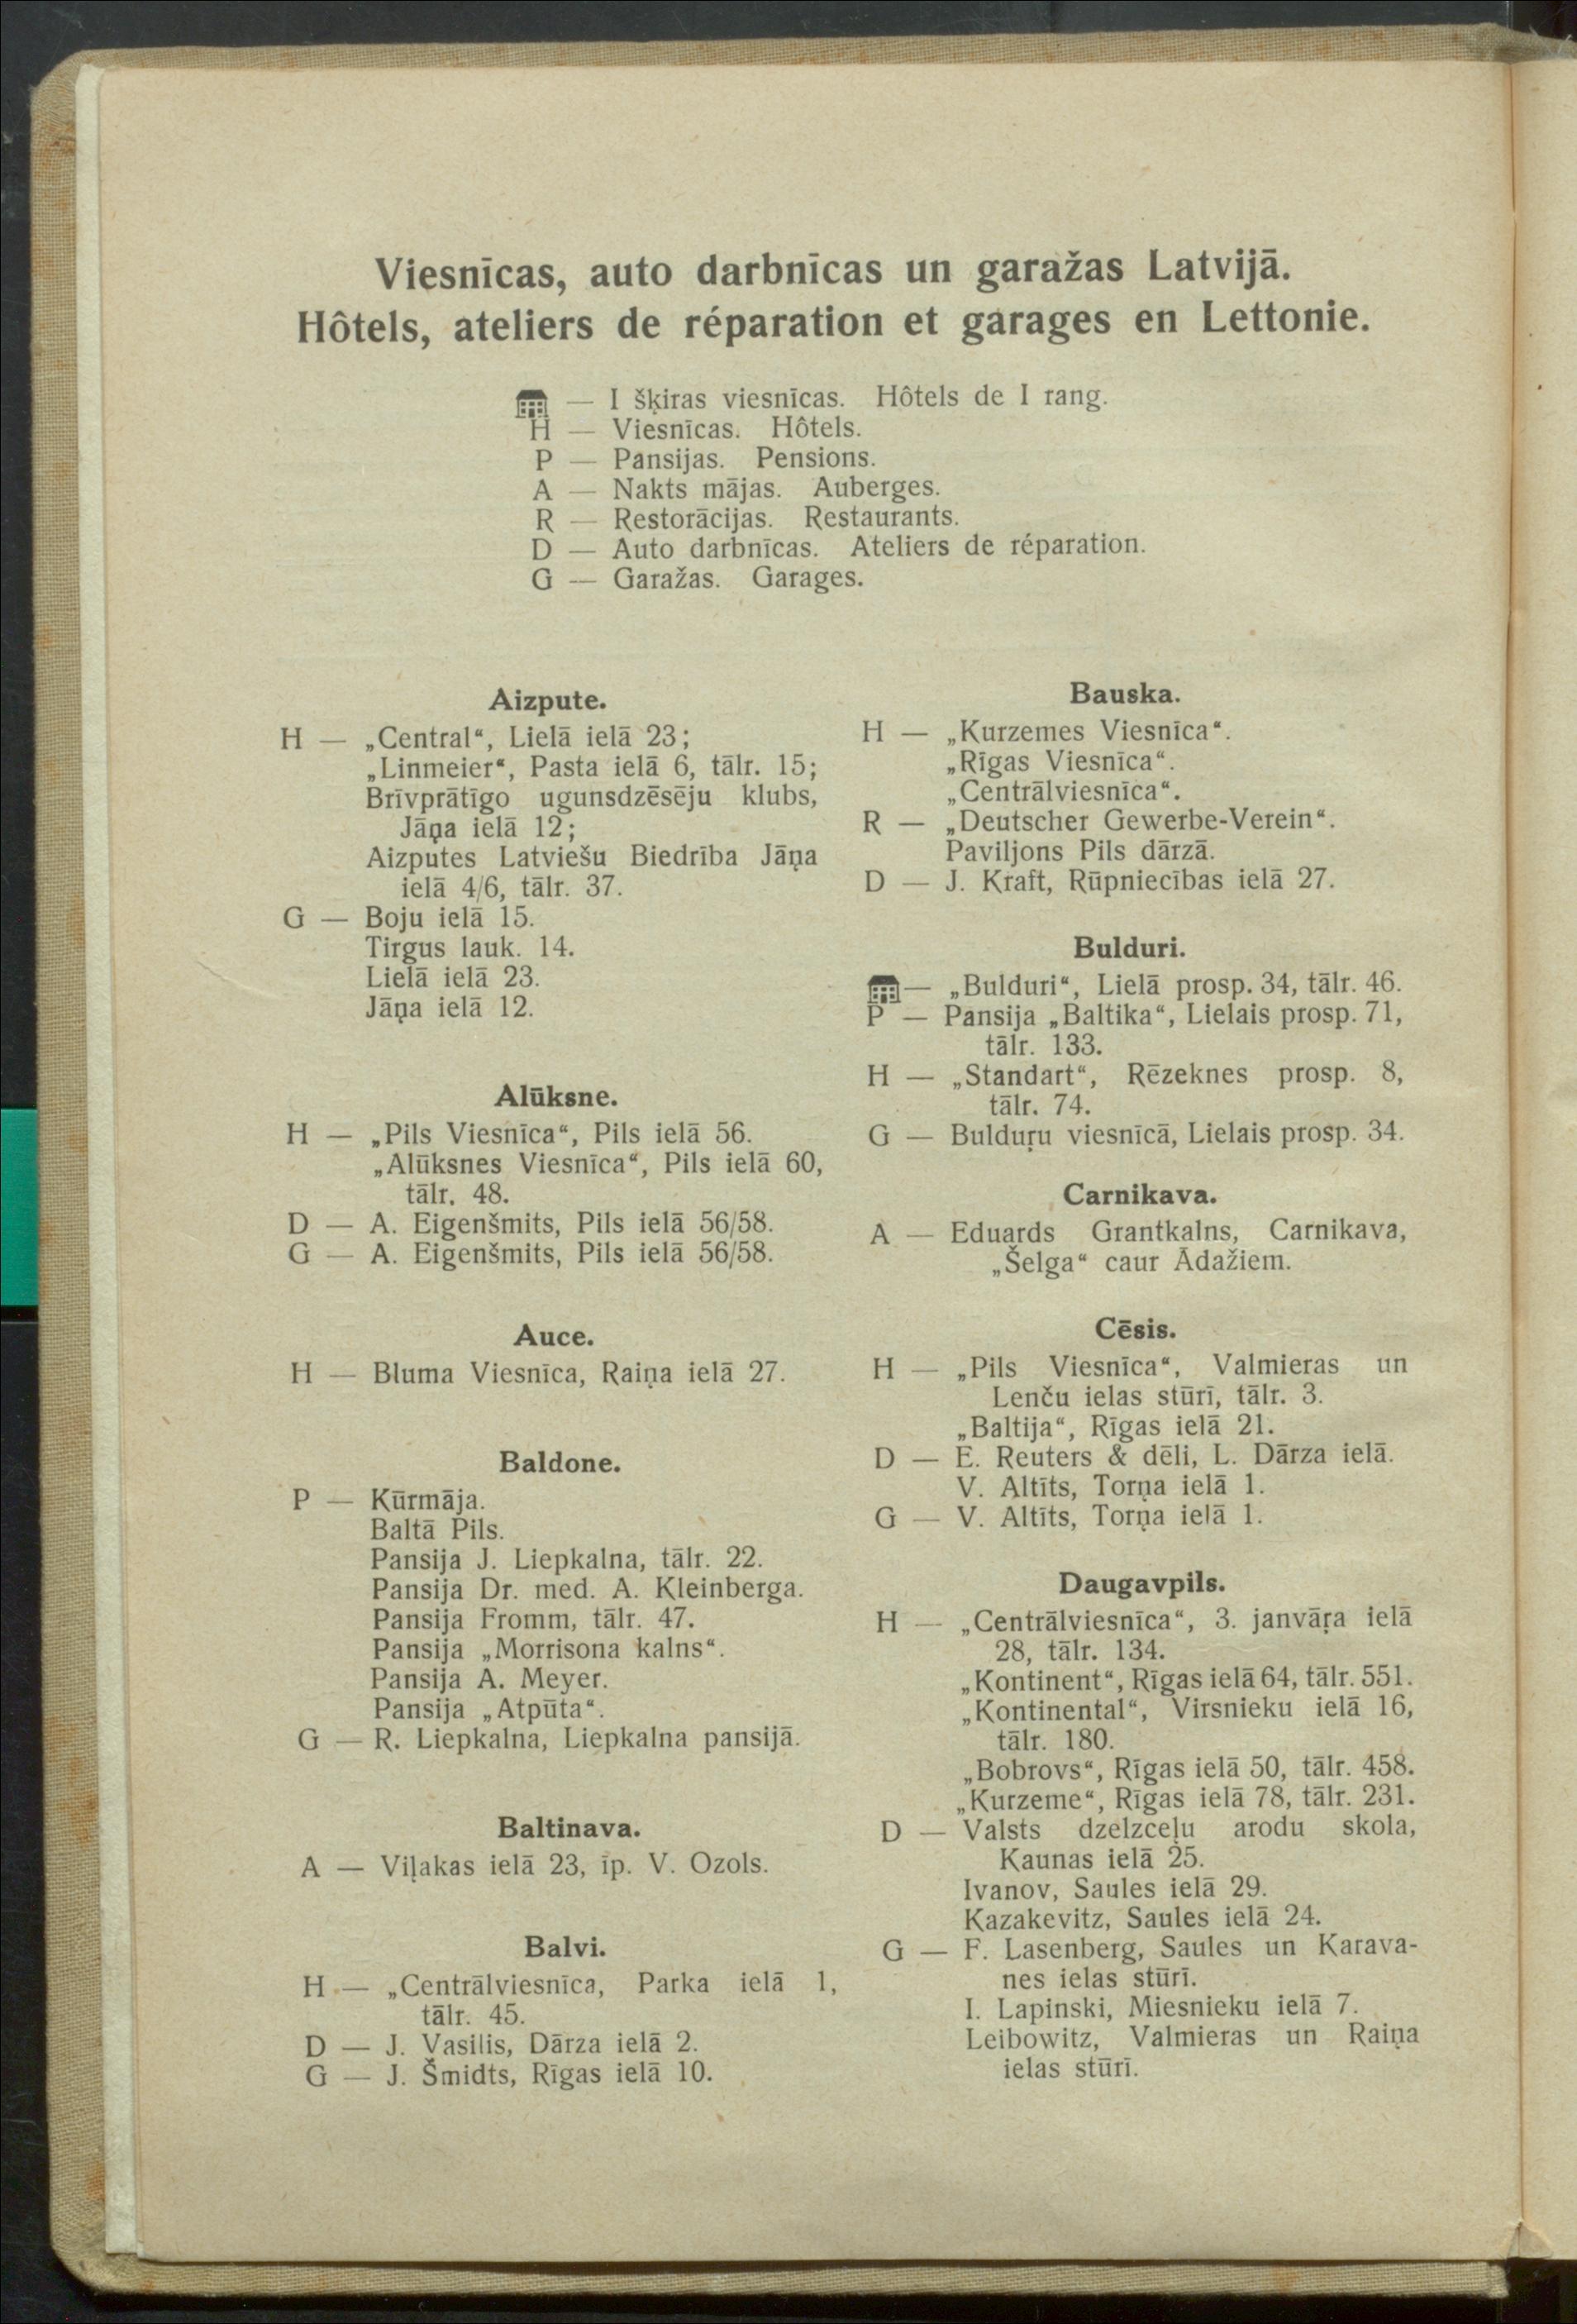 Viesnīcas, auto darbnīcas un garažas Latvijā.
Hôtels, ateliers de réparation et garages en Lettonie.
— I šķiras viesnīcas. Hôtels de I rang.
H — Viesnīcas. Hôtels.
P — Pansijas. Pensions.
A — Nakts mājas. Auberges.
R — Restorācijas. Restaurants.
D — Auto darbnīcas. Ateliers de réparation.
G — Garažas. Garages.
Aizpute.
H — „Central“, Lielā ielā 23;
„Linmeier“, Pasta ielā 6, tālr. 15;
Brīvprātīgo ugunsdzēsēju klubs,
Jāņa ielā 12;
Aizputes Latviešu Biedrība Jāņa
ielā 4/6, tālr. 37.
G — Boju ielā 15.
Tirgus lauk. 14.
Lielā ielā 23.
Jāņa ielā 12.
Alūksne.
H — „Pils Viesnīca“, Pils ielā 56.
„Alūksnes Viesnīca“, Pils ielā 60,
tālr. 48.
D — A. Eigenšmits, Pils ielā 56/58.
G — A. Eigenšmits, Pils ielā 56/58.
Auce.
H — Bluma Viesnīca, Raiņa ielā 27.
Baldone.
P — Kūrmāja.
Baltā Pils.
Pansija J. Liepkalna, tālr. 22.
Pansija Dr. med. A. Kleinberga.
Pansija Fromm, tālr. 47.
Pansija „Morrisona kalns“.
Pansija A. Meyer.
Pansija „Atpūta“.
G — R. Liepkalna, Liepkalna pansijā.
Baltinava.
A — Viļakas ielā 23, īp. V. Ozols.
Balvi.
H — „Centrālviesnīca, Parka ielā 1,
tālr. 45.
D — J. Vasilis, Dārza ielā 2.
G — J. Šmidts, Rīgas ielā 10.
Bauska.
H — „Kurzemes Viesnīca“.
„Rīgas Viesnīca“.
„Centrālviesnīca“.
R — „Deutscher Gewerbe-Verein“.
Paviljons Pils dārzā.
D — J. Kraft, Rūpniecības ielā 27.
Bulduri.
— „Bulduri“, Lielā prosp. 34, tālr. 46.
P — Pansija „Baltika“, Lielais prosp. 71,
tālr. 133.
H — „Standart“, Rēzeknes prosp. 8,
tālr. 74.
G — Bulduŗu viesnīcā, Lielais prosp. 34.
Carnikava.
A — Eduards Grantkalns, Carnikava,
„Šelga“ caur Ādažiem.
Cēsis.
H — „Pils Viesnīca“, Valmieras un
Lenču ielas stūrī, tālr. 3.
„Baltija“, Rīgas ielā 21.
D — E. Reuters & dēli, L. Dārza ielā.
V. Altīts, Torņa ielā 1.
G — V. Altīts, Torņa ielā 1.
Daugavpils.
H — „Centrālviesnīca“, 3. janvāŗa ielā
28, tālr. 134.
„Kontinent“, Rīgas ielā 64, tālr. 551.
„Kontinental“, Virsnieku ielā 16,
tālr. 180.
„Bobrovs“, Rīgas ielā 50, tālr. 458.
„Kurzeme“, Rīgas ielā 78, tālr. 231.
D — Valsts dzelzceļu arodu skola,
Kaunas ielā 25.
Ivanov, Saules ielā 29.
Kazakevitz, Saules ielā 24.
G — F. Lasenberg, Saules un Karava-
nes ielas stūrī.
I. Lapinski, Miesnieku ielā 7.
Leibowitz, Valmieras un Raiņa
ielas stūrī.